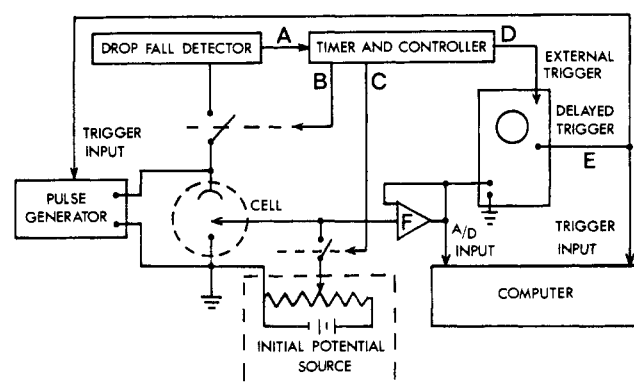 DROP FALL DETECTOR
A
TIMER AND CONTROLLER
D
B
C
EXTERNAL
TRIGGER
DELAYED
TRIGGER
E
TRIGGER
INPUT
PULSE
GENERATOR
CELL
F
A/D
INPUT
TRIGGER
INPUT
COMPUTER
INITIAL POTENTIAL
SOURCE